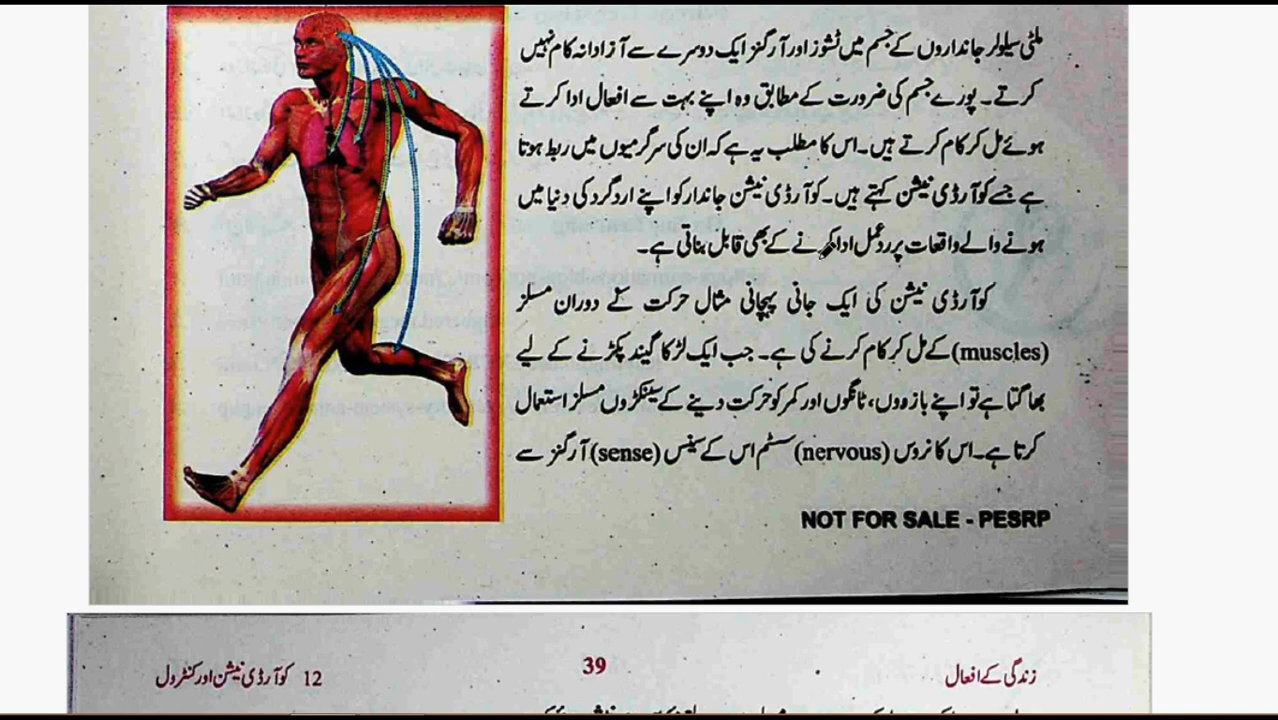 ملٹی سیلولر جانداروں کے جسم میں ٹشوز اور آرگنز ایک دوسرے سے آزادانہ کام نہیں
کرتے۔ پورے جسم کی ضرورت کے مطابق وہ اپنے بہت سے افعال ادا کرتے
ہوئے مل کر کام کرتے ہیں۔ اس کا مطلب یہ ہے کہ ان کی سرگرمیوں میں ربط ہوتا
ہے جسے کوآرڈی نیشن کہتے ہیں۔ کوآرڈی نیشن جاندار کو اپنے اردگرد کی دنیا میں
ہونے والے واقعات پر ردعمل ادا کرنے کے بھی قابل بناتی ہے۔
کوآرڈی نیشن کی ایک جانی پہچانی مثال حرکت کے دوران مسلز
(muscles) کے مل کر کام کرنے کی ہے۔ جب ایک لڑکا گیند پکڑنے کے لیے
بھاگتا ہے تو اپنے بازووں، ٹانگوں اور کمر کو حرکت دینے کے سینکڑوں مسلز استعمال
کرتا ہے۔ اس کا نروس (nervous) سسٹم اس کے سینس (sense) آرگنز سے
NOT FOR SALE - PESRP
زندگی کے افعال 39 12 کوآرڈی نیشن اور کنٹرول